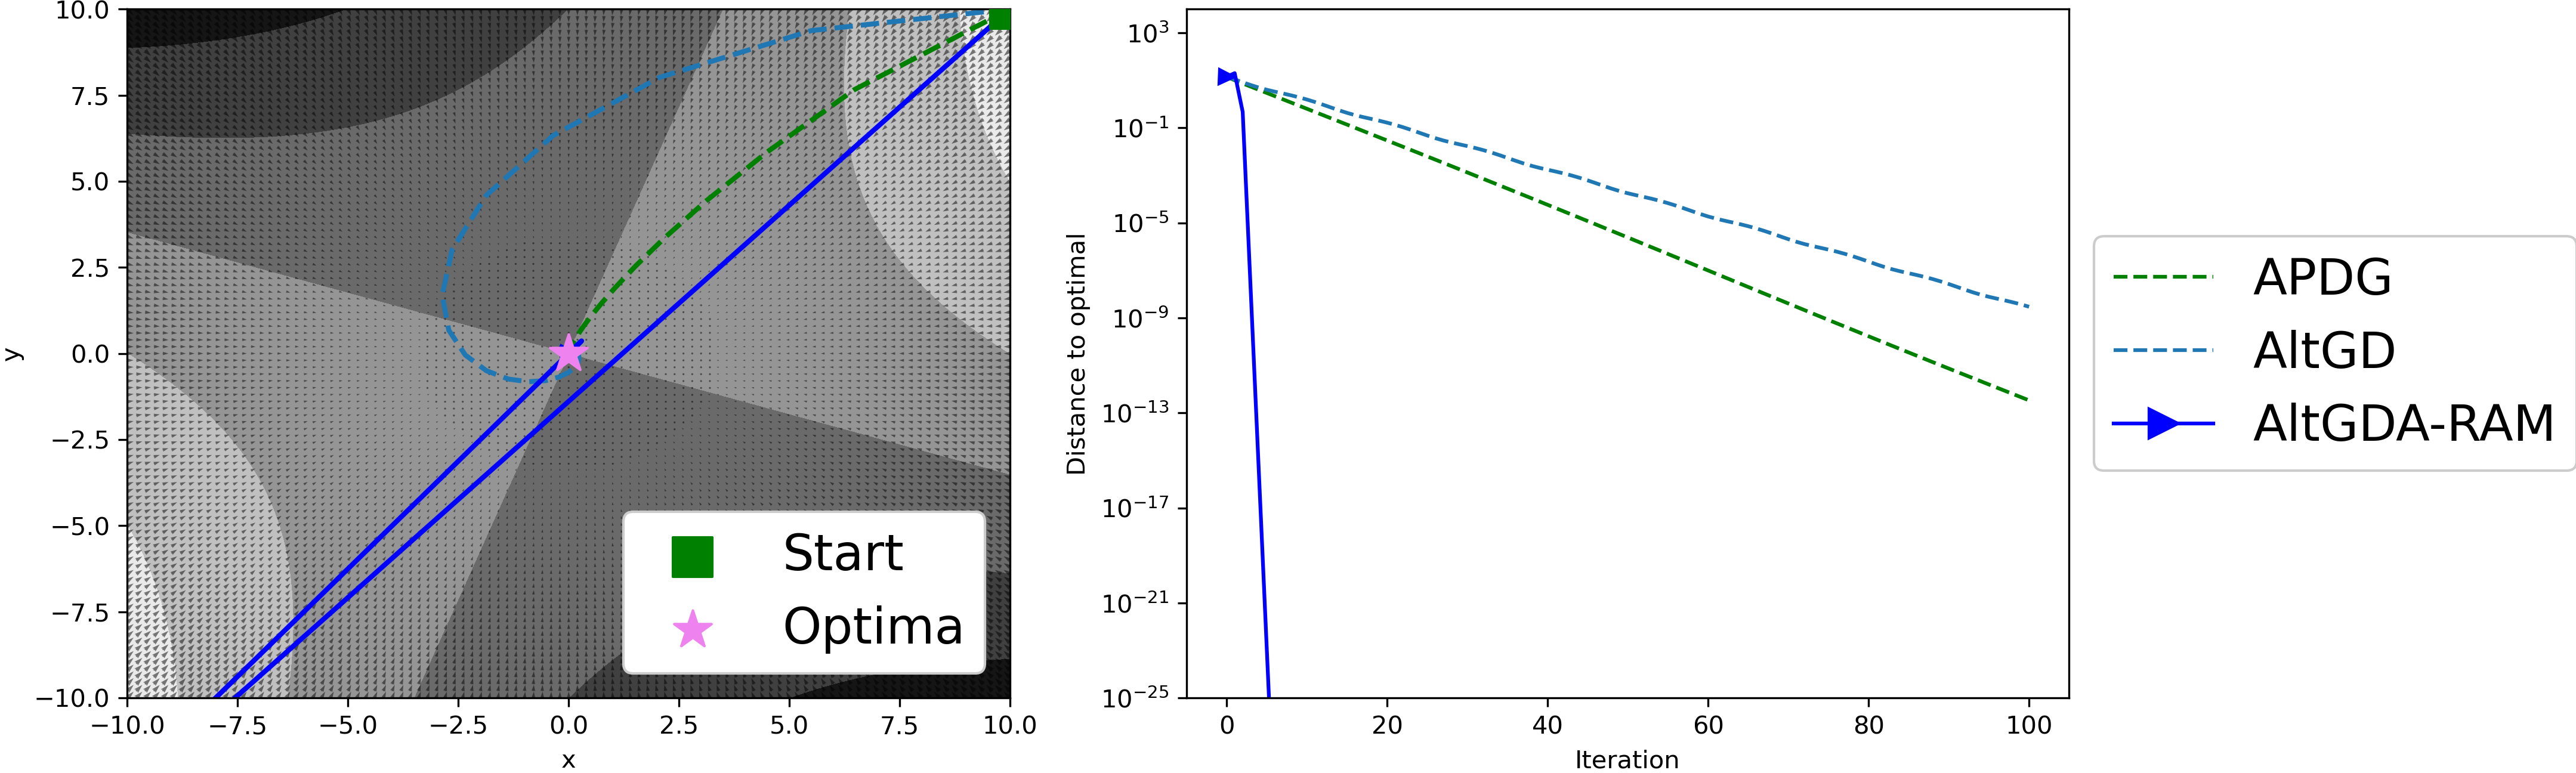 10.0
7.5
5.0
2.5
0.0
−2.5
−5.0
−7.5
−10.0
y
−10.0 −7.5 −5.0 −2.5 0.0 2.5 5.0 7.5 10.0
x
Start
Optima
10³
10⁻¹
10⁻⁵
10⁻⁹
10⁻¹³
10⁻¹⁷
10⁻²¹
10⁻²⁵
Distance to optimal
0 20 40 60 80 100
Iteration
APDG
AltGD
AltGDA-RAM